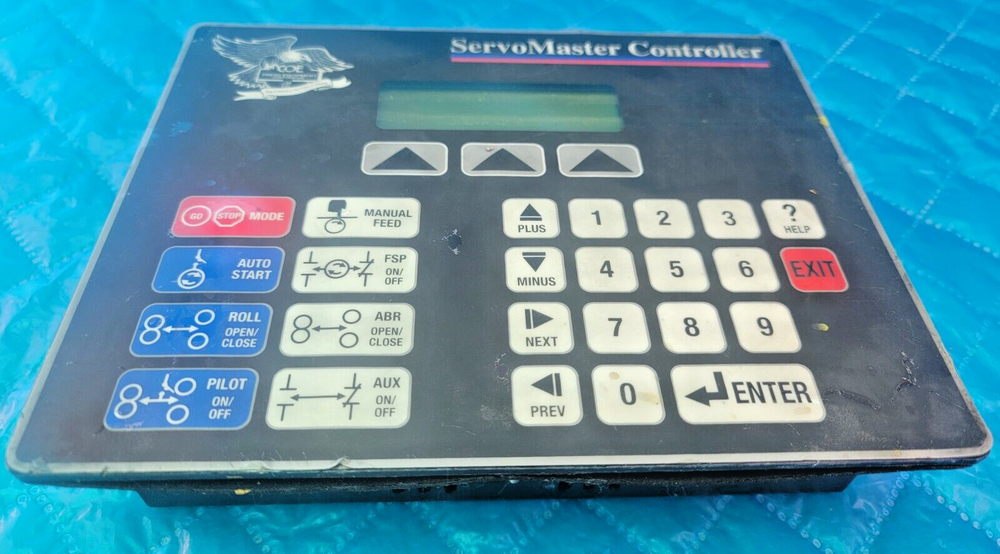 ServoMaster Controller
GO STOP MODE
MANUAL
FEED
AUTO
START
FSP
ON/
OFF
ROLL
OPEN/
CLOSE
ABR
OPEN/
CLOSE
PILOT
ON/
OFF
AUX
ON/
OFF
PLUS
1
2
3
?
HELP
MINUS
4
5
6
EXIT
NEXT
7
8
9
PREV
0
ENTER